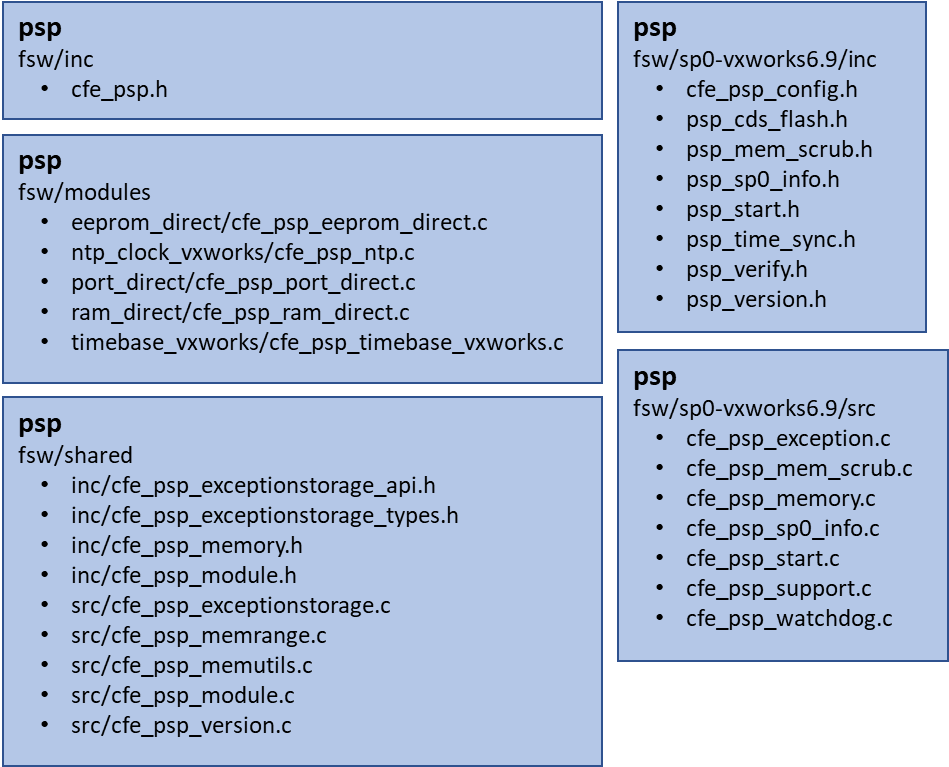 psp
fsw/inc
• cfe_psp.h
psp
fsw/modules
• eeprom_direct/cfe_psp_eeprom_direct.c
• ntp_clock_vxworks/cfe_psp_ntp.c
• port_direct/cfe_psp_port_direct.c
• ram_direct/cfe_psp_ram_direct.c
• timebase_vxworks/cfe_psp_timebase_vxworks.c
psp
fsw/shared
• inc/cfe_psp_exceptionstorage_api.h
• inc/cfe_psp_exceptionstorage_types.h
• inc/cfe_psp_memory.h
• inc/cfe_psp_module.h
• src/cfe_psp_exceptionstorage.c
• src/cfe_psp_memrange.c
• src/cfe_psp_memutils.c
• src/cfe_psp_module.c
• src/cfe_psp_version.c
psp
fsw/sp0-vxworks6.9/inc
• cfe_psp_config.h
• psp_cds_flash.h
• psp_mem_scrub.h
• psp_sp0_info.h
• psp_start.h
• psp_time_sync.h
• psp_verify.h
• psp_version.h
psp
fsw/sp0-vxworks6.9/src
• cfe_psp_exception.c
• cfe_psp_mem_scrub.c
• cfe_psp_memory.c
• cfe_psp_sp0_info.c
• cfe_psp_start.c
• cfe_psp_support.c
• cfe_psp_watchdog.c